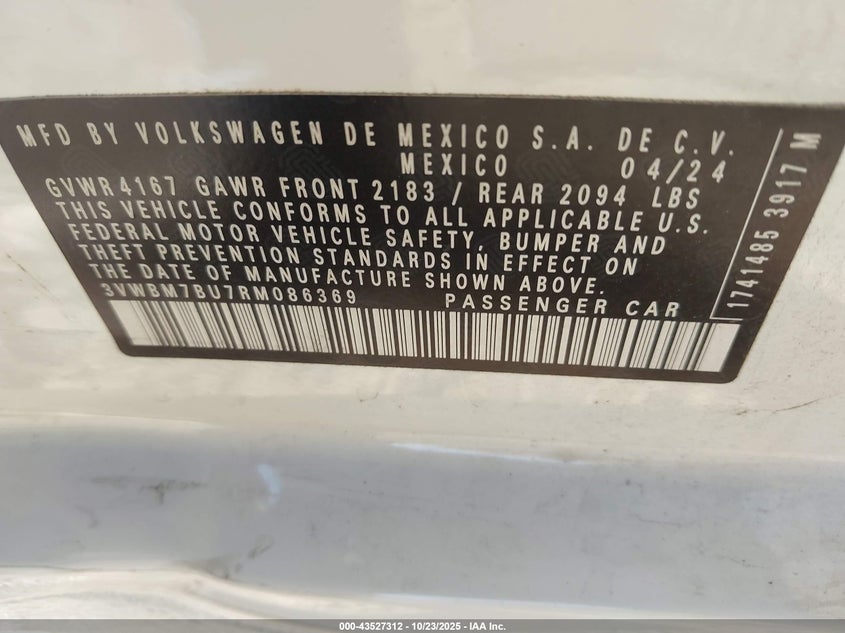 MFD BY VOLKSWAGEN DE MEXICO S.A. DE C.V.
MEXICO 04/24
GVWR 4167 GAWR FRONT 2183 / REAR 2094 LBS
THIS VEHICLE CONFORMS TO ALL APPLICABLE U.S.
FEDERAL MOTOR VEHICLE SAFETY, BUMPER AND
THEFT PREVENTION STANDARDS IN EFFECT ON
THE DATE OF MANUFACTURE SHOWN ABOVE.
3VWBM7BU7RM086369 PASSENGER CAR
1741485 3917 M
000-43527312 - 10/23/2025 - IAA Inc.